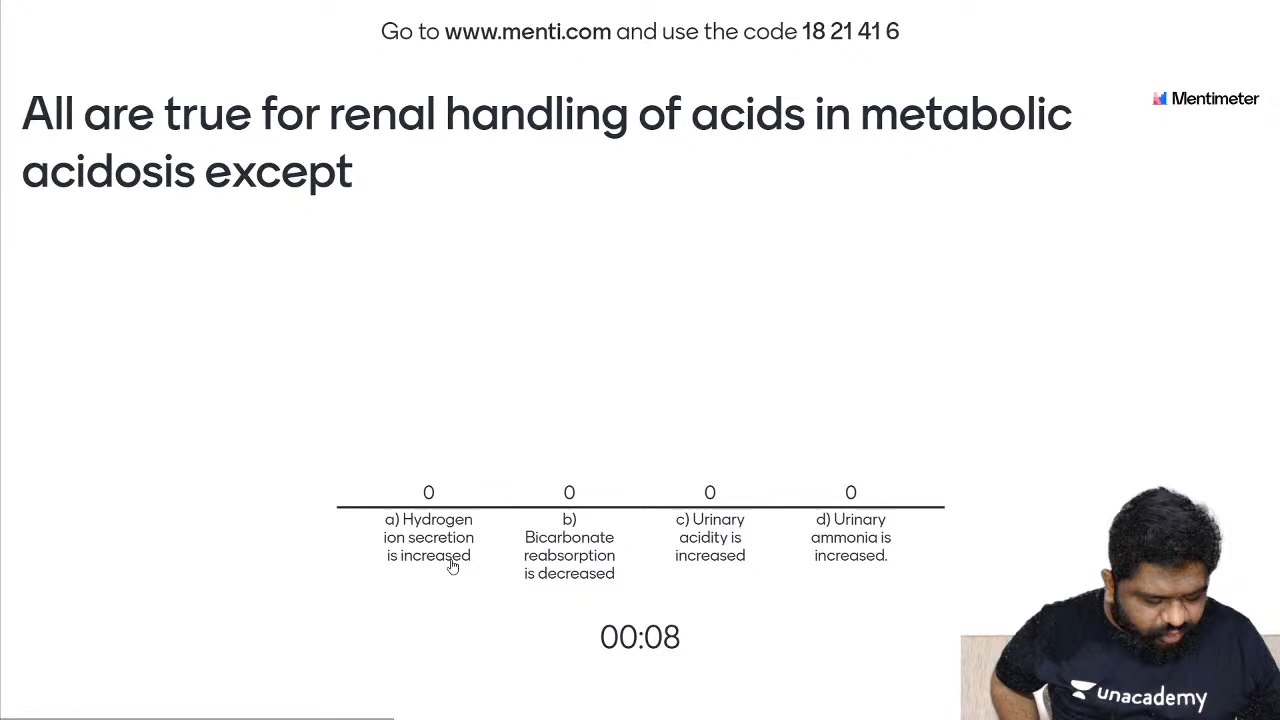 Go to www.menti.com and use the code 18 21 41 6
All are true for renal handling of acids in metabolic
acidosis except
Mentimeter
0 0 0 0
a) Hydrogen
ion secretion
is increased
b)
Bicarbonate
reabsorption
is decreased
c) Urinary
acidity is
increased
d) Urinary
ammonia is
increased.
00:08
unacademy